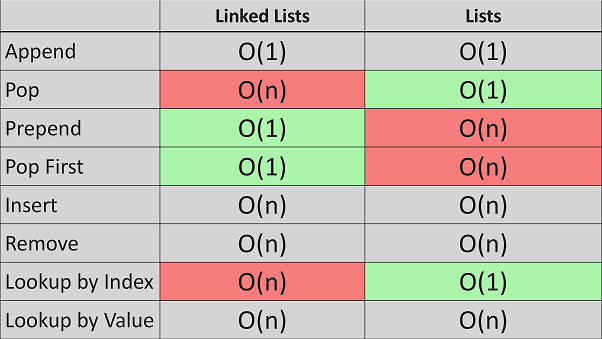 Linked Lists Lists
Append O(1) O(1)
Pop O(n) O(1)
Prepend O(1) O(n)
Pop First O(1) O(n)
Insert O(n) O(n)
Remove O(n) O(n)
Lookup by Index O(n) O(1)
Lookup by Value O(n) O(n)